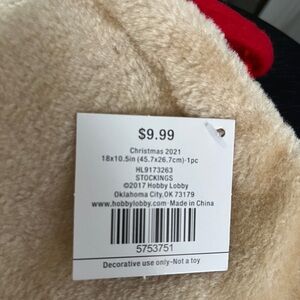 $9.99
Christmas 2021
18x10.5in (45.7x26.7cm)-1pc
HL9173263
STOCKINGS
©2017 Hobby Lobby
Oklahoma City,OK 73179
www.hobbylobby.com-Made in China
5753751
Decorative use only-Not a toy